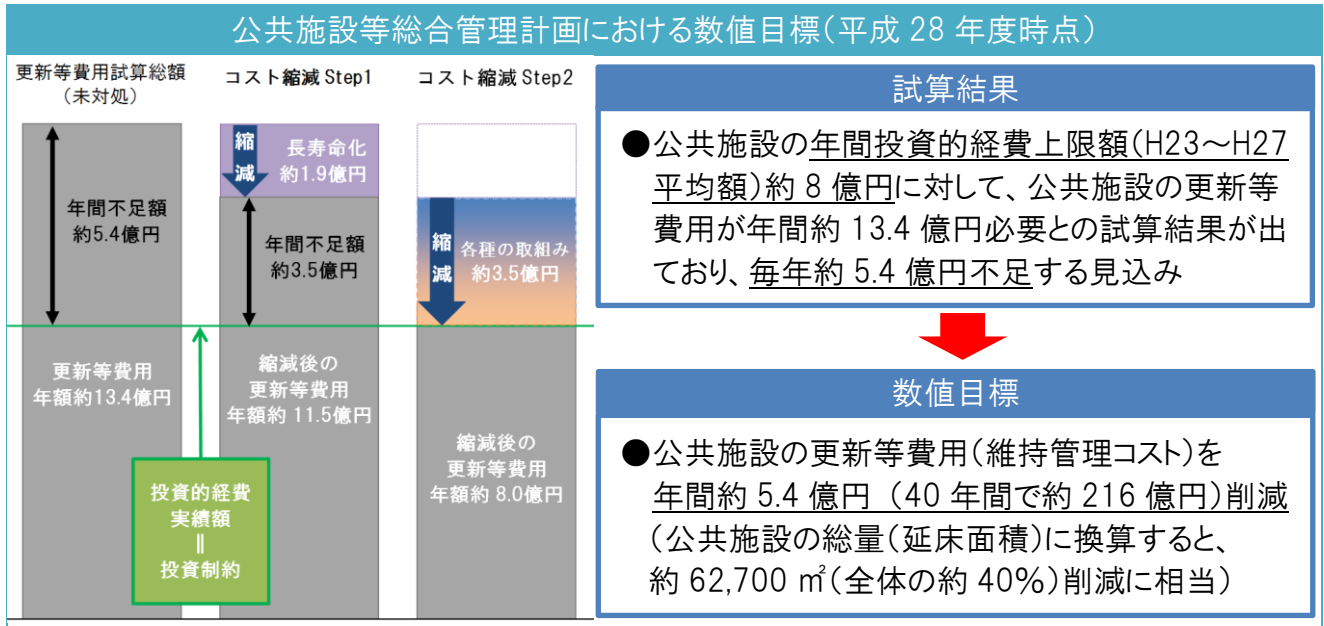 公共施設等総合管理計画における数値目標(平成 28 年度時点)
更新等費用試算総額
(未対処)
年間不足額
約5.4億円
更新等費用
年額約13.4億円
コスト縮減 Step1
縮減
長寿命化
約1.9億円
年間不足額
約3.5億円
縮減後の
更新等費用
年額約 11.5億円
投資的経費
実績額
‖
投資制約
コスト縮減 Step2
縮減
各種の取組み
約3.5億円
縮減後の
更新等費用
年額約 8.0億円
試算結果
●公共施設の年間投資的経費上限額(H23~H27
平均額)約 8 億円に対して、公共施設の更新等
費用が年間約 13.4 億円必要との試算結果が出
ており、毎年約 5.4 億円不足する見込み
数値目標
●公共施設の更新等費用(維持管理コスト)を
年間約 5.4 億円 (40 年間で約 216 億円)削減
(公共施設の総量(延床面積)に換算すると、
約 62,700 ㎡(全体の約 40%)削減に相当)